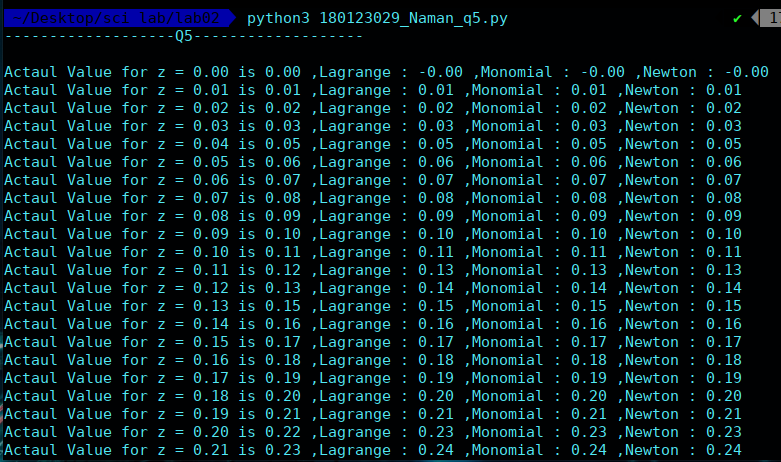 ~/Desktop/sci lab/lab02 python3 180123029_Naman_q5.py ✔
-------------------Q5-------------------
Actaul Value for z = 0.00 is 0.00 ,Lagrange : -0.00 ,Monomial : -0.00 ,Newton : -0.00
Actaul Value for z = 0.01 is 0.01 ,Lagrange : 0.01 ,Monomial : 0.01 ,Newton : 0.01
Actaul Value for z = 0.02 is 0.02 ,Lagrange : 0.02 ,Monomial : 0.02 ,Newton : 0.02
Actaul Value for z = 0.03 is 0.03 ,Lagrange : 0.03 ,Monomial : 0.03 ,Newton : 0.03
Actaul Value for z = 0.04 is 0.05 ,Lagrange : 0.05 ,Monomial : 0.05 ,Newton : 0.05
Actaul Value for z = 0.05 is 0.06 ,Lagrange : 0.06 ,Monomial : 0.06 ,Newton : 0.06
Actaul Value for z = 0.06 is 0.07 ,Lagrange : 0.07 ,Monomial : 0.07 ,Newton : 0.07
Actaul Value for z = 0.07 is 0.08 ,Lagrange : 0.08 ,Monomial : 0.08 ,Newton : 0.08
Actaul Value for z = 0.08 is 0.09 ,Lagrange : 0.09 ,Monomial : 0.09 ,Newton : 0.09
Actaul Value for z = 0.09 is 0.10 ,Lagrange : 0.10 ,Monomial : 0.10 ,Newton : 0.10
Actaul Value for z = 0.10 is 0.11 ,Lagrange : 0.11 ,Monomial : 0.11 ,Newton : 0.11
Actaul Value for z = 0.11 is 0.12 ,Lagrange : 0.13 ,Monomial : 0.13 ,Newton : 0.13
Actaul Value for z = 0.12 is 0.13 ,Lagrange : 0.14 ,Monomial : 0.14 ,Newton : 0.14
Actaul Value for z = 0.13 is 0.15 ,Lagrange : 0.15 ,Monomial : 0.15 ,Newton : 0.15
Actaul Value for z = 0.14 is 0.16 ,Lagrange : 0.16 ,Monomial : 0.16 ,Newton : 0.16
Actaul Value for z = 0.15 is 0.17 ,Lagrange : 0.17 ,Monomial : 0.17 ,Newton : 0.17
Actaul Value for z = 0.16 is 0.18 ,Lagrange : 0.18 ,Monomial : 0.18 ,Newton : 0.18
Actaul Value for z = 0.17 is 0.19 ,Lagrange : 0.19 ,Monomial : 0.19 ,Newton : 0.19
Actaul Value for z = 0.18 is 0.20 ,Lagrange : 0.20 ,Monomial : 0.20 ,Newton : 0.20
Actaul Value for z = 0.19 is 0.21 ,Lagrange : 0.21 ,Monomial : 0.21 ,Newton : 0.21
Actaul Value for z = 0.20 is 0.22 ,Lagrange : 0.23 ,Monomial : 0.23 ,Newton : 0.23
Actaul Value for z = 0.21 is 0.23 ,Lagrange : 0.24 ,Monomial : 0.24 ,Newton : 0.24